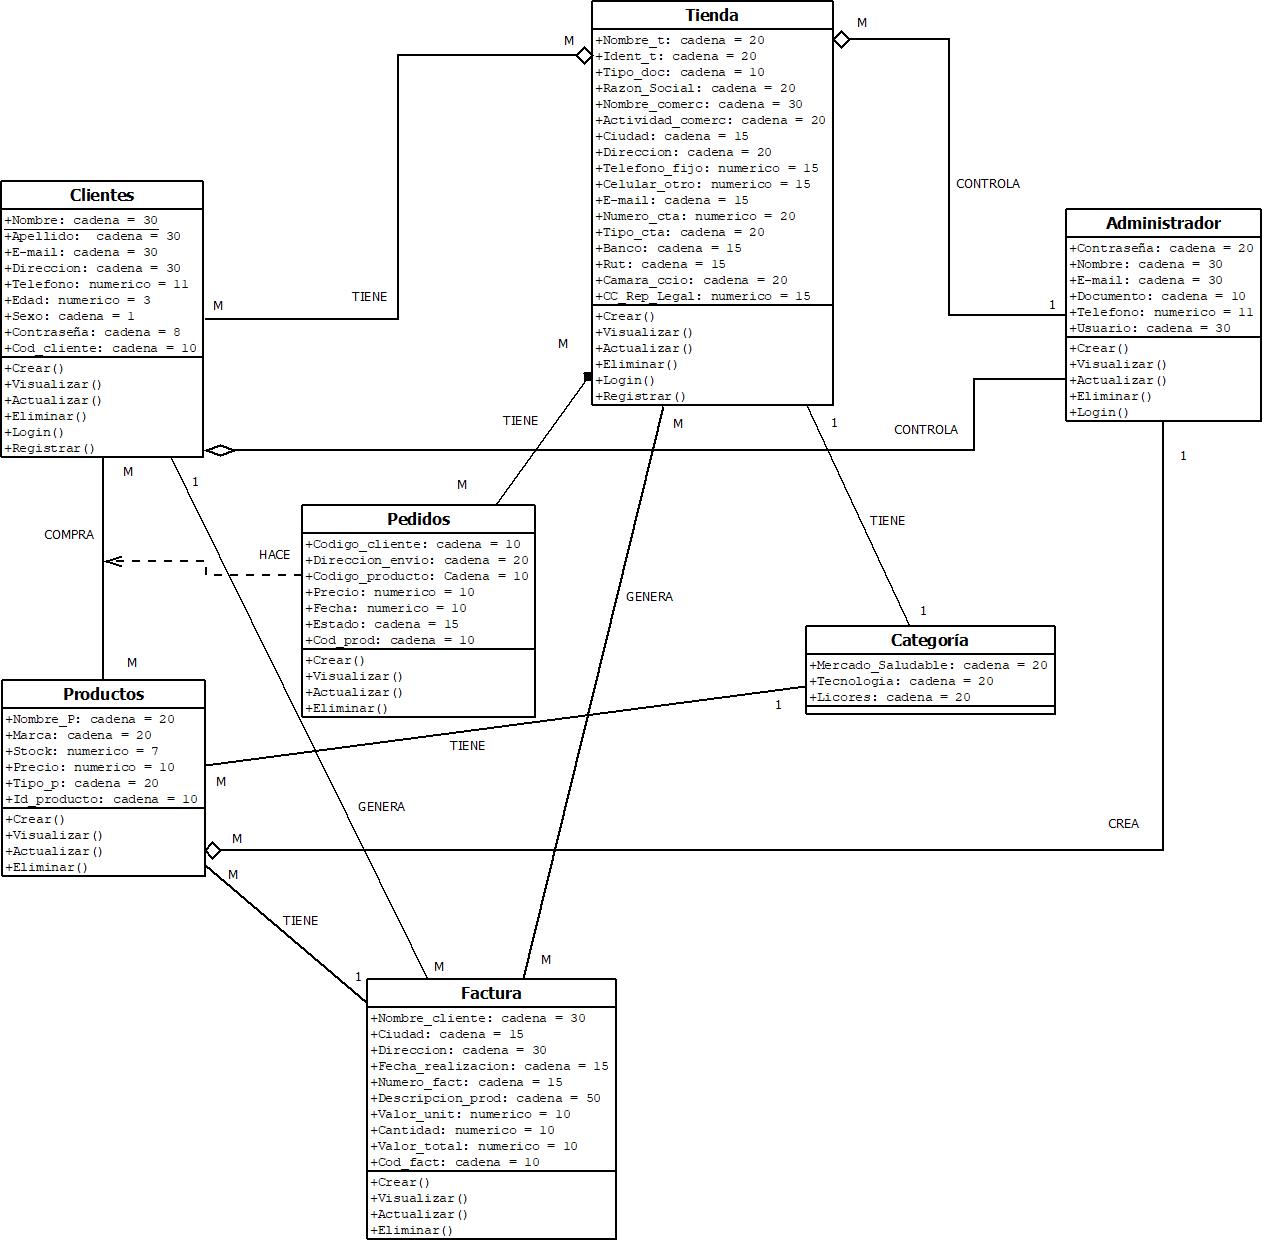 Tienda
+Nombre_t: cadena = 20
+Ident_t: cadena = 20
+Tipo_doc: cadena = 10
+Razon_Social: cadena = 20
+Nombre_comerc: cadena = 30
+Actividad_comerc: cadena = 20
+Ciudad: cadena = 15
+Direccion: cadena = 20
+Telefono_fijo: numerico = 15
+Celular_otro: numerico = 15
+E-mail: cadena = 15
+Numero_cta: numerico = 20
+Tipo_cta: cadena = 20
+Banco: cadena = 15
+Rut: cadena = 15
+Camara_ccio: cadena = 20
+CC_Rep_Legal: numerico = 15
+Crear()
+Visualizar()
+Actualizar()
+Eliminar()
+Login()
+Registrar()
M
M
TIENE
M
CONTROLA
1
Clientes
+Nombre: cadena = 30
+Apellido:  cadena = 30
+E-mail: cadena = 30
+Direccion: cadena = 30
+Telefono: numerico = 11
+Edad: numerico = 3
+Sexo: cadena = 1
+Contraseña: cadena = 8
+Cod_cliente: cadena = 10
+Crear()
+Visualizar()
+Actualizar()
+Eliminar()
+Login()
+Registrar()
Administrador
+Contraseña: cadena = 20
+Nombre: cadena = 30
+E-mail: cadena = 30
+Documento: cadena = 10
+Telefono: numerico = 11
+Usuario: cadena = 30
+Crear()
+Visualizar()
+Actualizar()
+Eliminar()
+Login()
M
TIENE
M
M
1
CONTROLA
1
M
1
COMPRA
HACE
TIENE
Pedidos
+Codigo_cliente: cadena = 10
+Direccion_envio: cadena = 20
+Codigo_producto: Cadena = 10
+Precio: numerico = 10
+Fecha: numerico = 10
+Estado: cadena = 15
+Cod_prod: cadena = 10
+Crear()
+Visualizar()
+Actualizar()
+Eliminar()
GENERA
1
Categoría
+Mercado_Saludable: cadena = 20
+Tecnologia: cadena = 20
+Licores: cadena = 20
M
1
Productos
+Nombre_P: cadena = 20
+Marca: cadena = 20
+Stock: numerico = 7
+Precio: numerico = 10
+Tipo_p: cadena = 20
+Id_producto: cadena = 10
+Crear()
+Visualizar()
+Actualizar()
+Eliminar()
TIENE
M
GENERA
CREA
M
M
TIENE
1
M
M
Factura
+Nombre_cliente: cadena = 30
+Ciudad: cadena = 15
+Direccion: cadena = 30
+Fecha_realizacion: cadena = 15
+Numero_fact: cadena = 15
+Descripcion_prod: cadena = 50
+Valor_unit: numerico = 10
+Cantidad: numerico = 10
+Valor_total: numerico = 10
+Cod_fact: cadena = 10
+Crear()
+Visualizar()
+Actualizar()
+Eliminar()